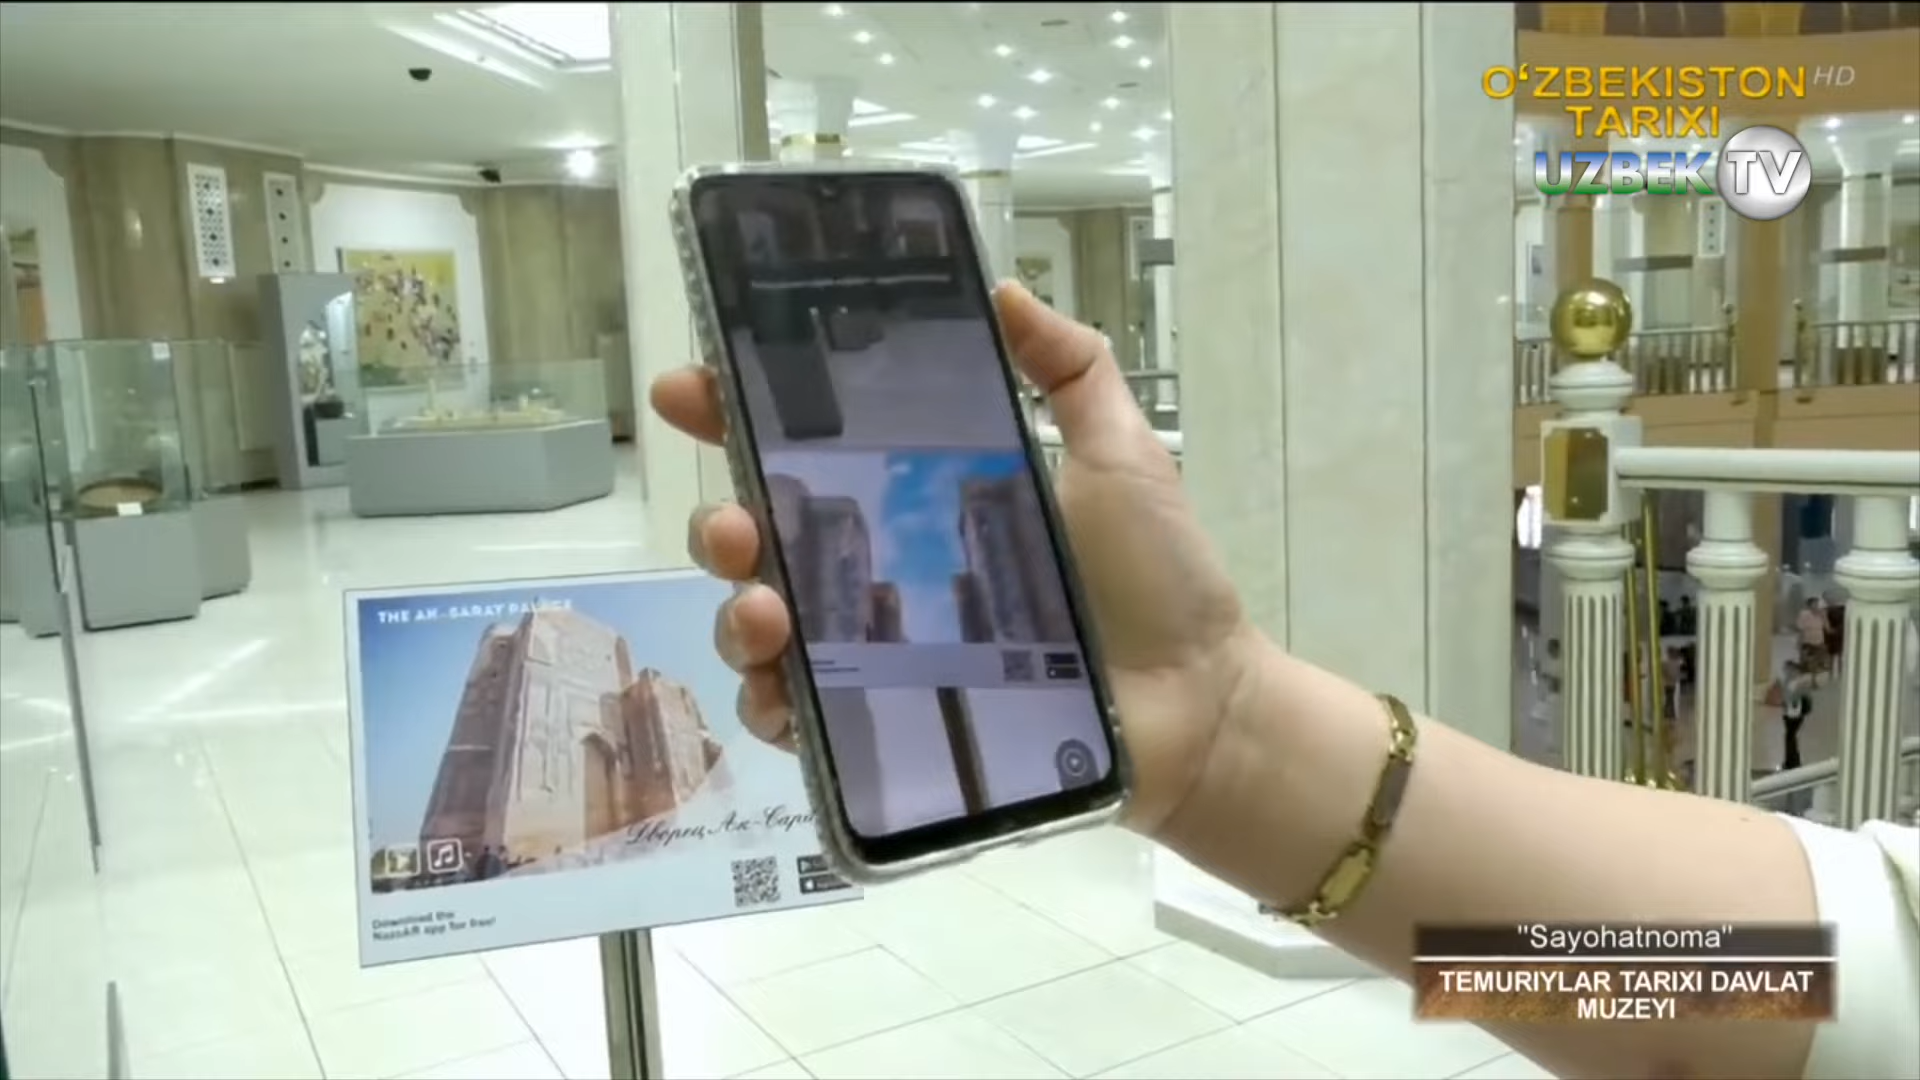 O‘ZBEKISTON HD
TARIXI
UZBEK TV
THE AK-SARAY PALACE
Дворец Ак-Сарай
Download the
NazzAR app for free!
"Sayohatnoma"
TEMURIYLAR TARIXI DAVLAT
MUZEYI